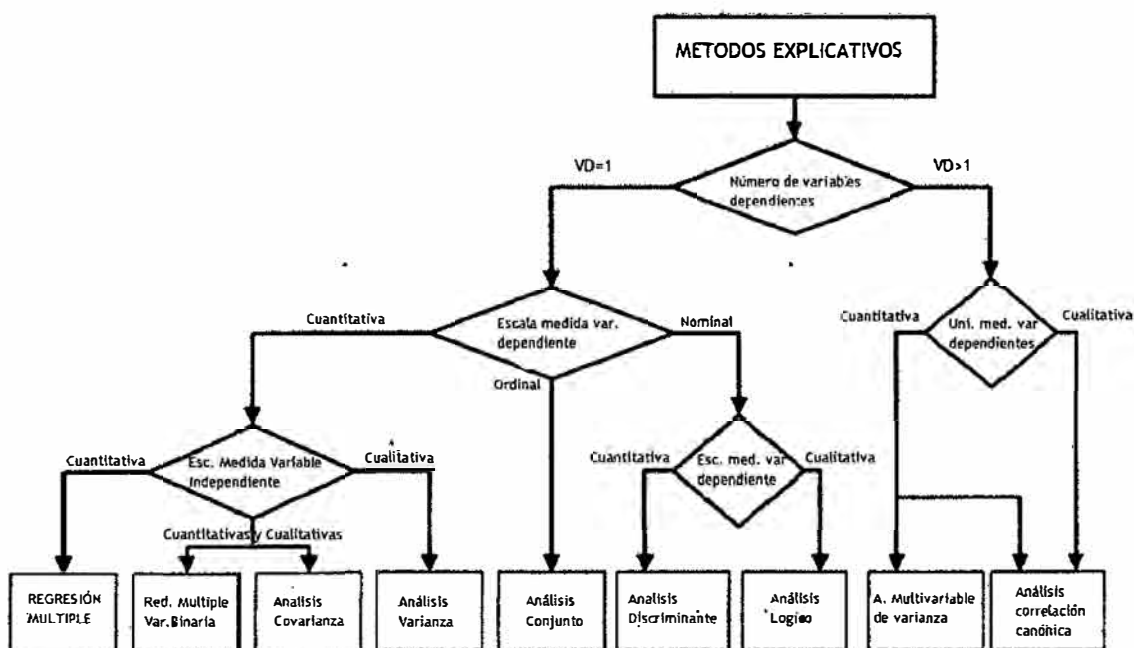 METODOS EXPLICATIVOS
VD=1
VD>1
Número de variables
dependientes
Cuantitativa
Escala medida var.
dependiente
Nominal
Ordinal
Cuantitativa
Uni. med. var
dependientes
Cualitativa
Cuantitativa
Esc. Medida Variable
Independiente
Cualitativa
Cuantitativas y Cualitativas
Cuantitativa
Esc. med. var
dependiente
Cualitativa
REGRESIÓN
MULTIPLE
Red. Multiple
Var.Binaria
Analisis
Covarianza
Análisis
Varianza
Análisis
Conjunto
Analisis
Discriminante
Análisis
Logico
A. Multivariable
de varianza
Análisis
correlación
canónica